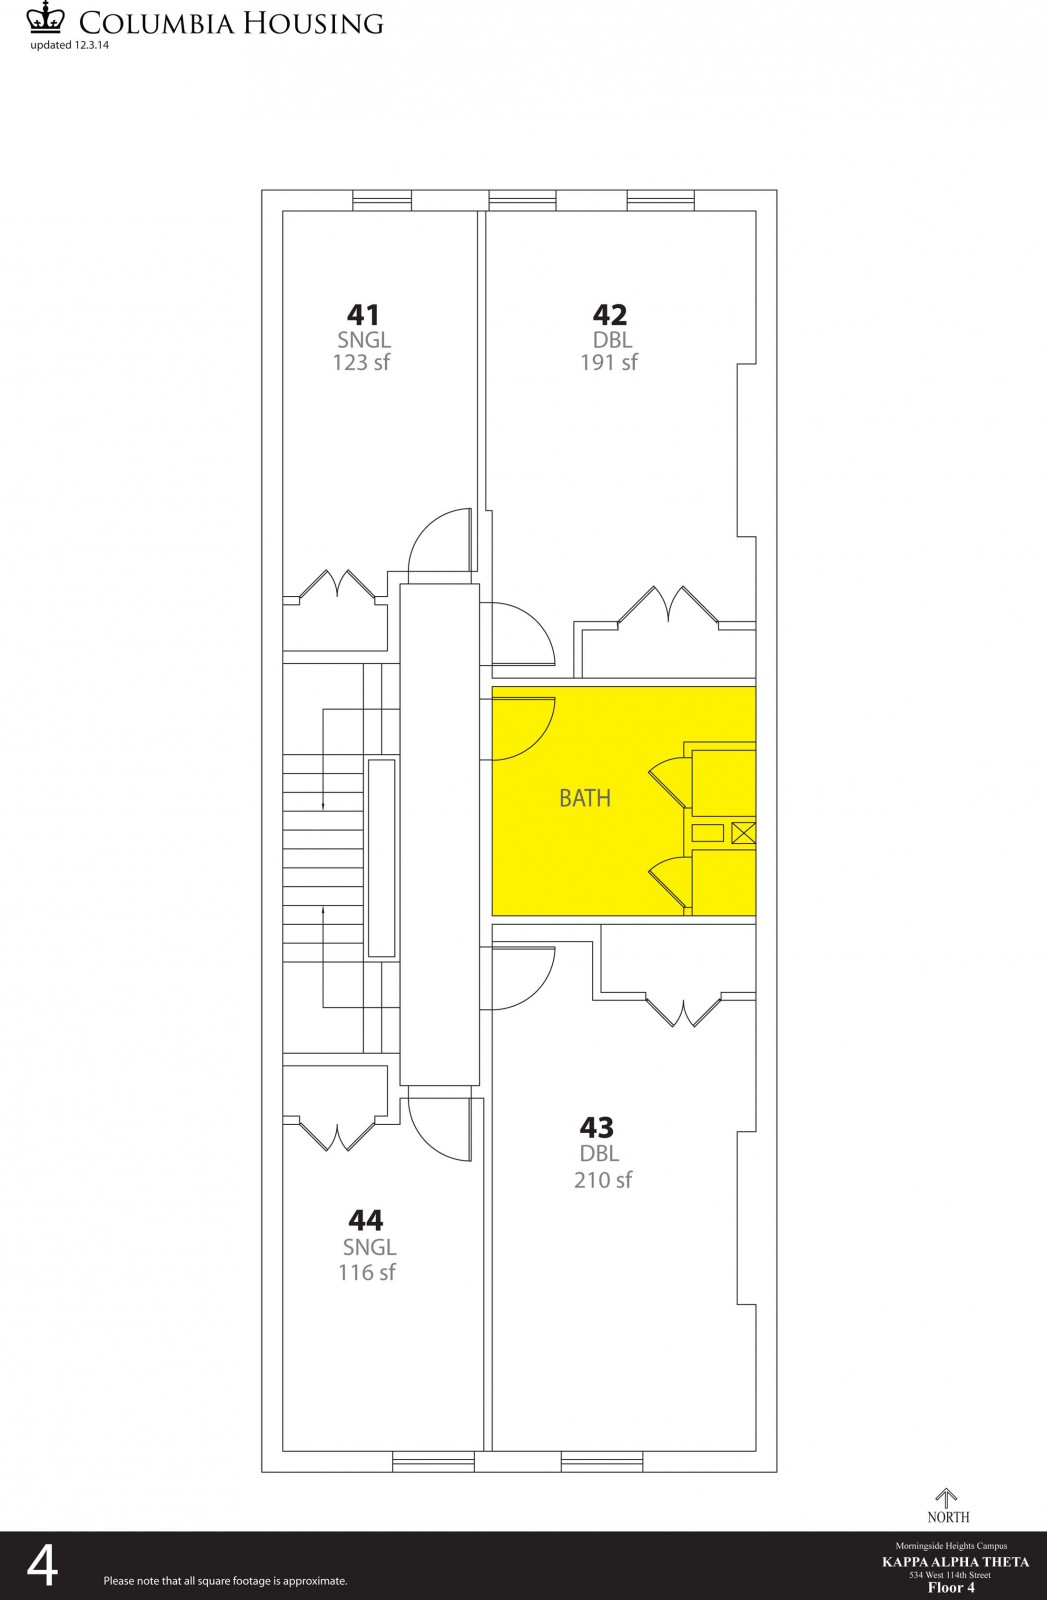 COLUMBIA HOUSING
updated 12.3.14
41
SNGL
123 sf
42
DBL
191 sf
BATH
43
DBL
210 sf
44
SNGL
116 sf
NORTH
4
Please note that all square footage is approximate.
Morningside Heights Campus
KAPPA ALPHA THETA
534 West 114th Street
Floor 4